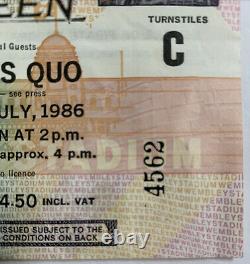 EEN
TURNSTILES
C
al Guests
S QUO
— see press
ULY, 1986
N AT 2 p.m.
approx. 4 p.m.
DIUM
4562
o licence
4.50 INCL. VAT
ISSUED SUBJECT TO THE
CONDITIONS ON BACK
WEMBLEYSTADIUM